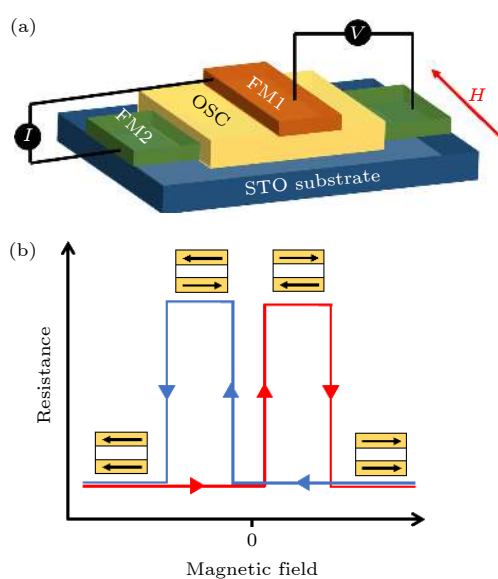 (a)
V
FM1
H
OSC
I
FM2
STO substrate
(b)
Resistance
0
Magnetic field